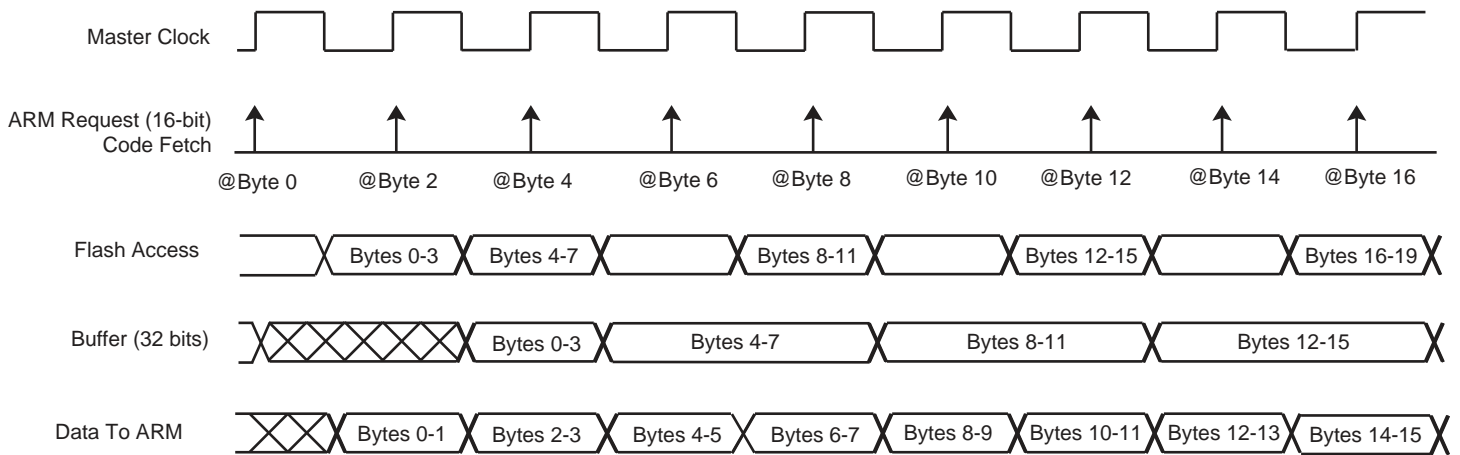 Master Clock
ARM Request (16-bit)
Code Fetch
@Byte 0 @Byte 2 @Byte 4 @Byte 6 @Byte 8 @Byte 10 @Byte 12 @Byte 14 @Byte 16
Flash Access Bytes 0-3 Bytes 4-7 Bytes 8-11 Bytes 12-15 Bytes 16-19
Buffer (32 bits) Bytes 0-3 Bytes 4-7 Bytes 8-11 Bytes 12-15
Data To ARM Bytes 0-1 Bytes 2-3 Bytes 4-5 Bytes 6-7 Bytes 8-9 Bytes 10-11 Bytes 12-13 Bytes 14-15